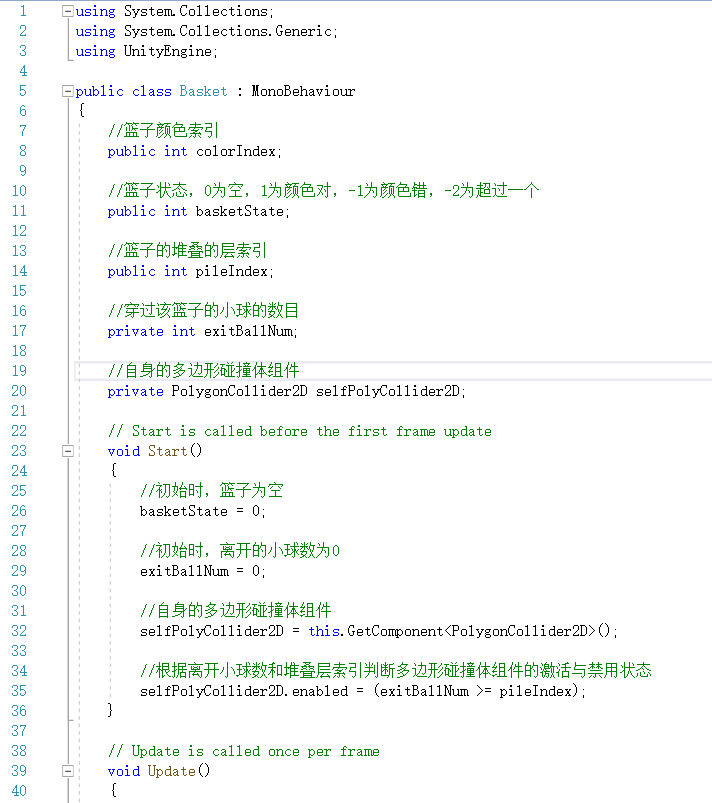 1 using System.Collections;
2 using System.Collections.Generic;
3 using UnityEngine;
4
5 public class Basket : MonoBehaviour
6 {
7 //篮子颜色索引
8 public int colorIndex;
9
10 //篮子状态，0为空，1为颜色对，-1为颜色错，-2为超过一个
11 public int basketState;
12
13 //篮子的堆叠的层索引
14 public int pileIndex;
15
16 //穿过该篮子的小球的数目
17 private int exitBallNum;
18
19 //自身的多边形碰撞体组件
20 private PolygonCollider2D selfPolyCollider2D;
21
22 // Start is called before the first frame update
23 void Start()
24 {
25 //初始时，篮子为空
26 basketState = 0;
27
28 //初始时，离开的小球数为0
29 exitBallNum = 0;
30
31 //自身的多边形碰撞体组件
32 selfPolyCollider2D = this.GetComponent<PolygonCollider2D>();
33
34 //根据离开小球数和堆叠层索引判断多边形碰撞体组件的激活与禁用状态
35 selfPolyCollider2D.enabled = (exitBallNum >= pileIndex);
36 }
37
38 // Update is called once per frame
39 void Update()
40 {